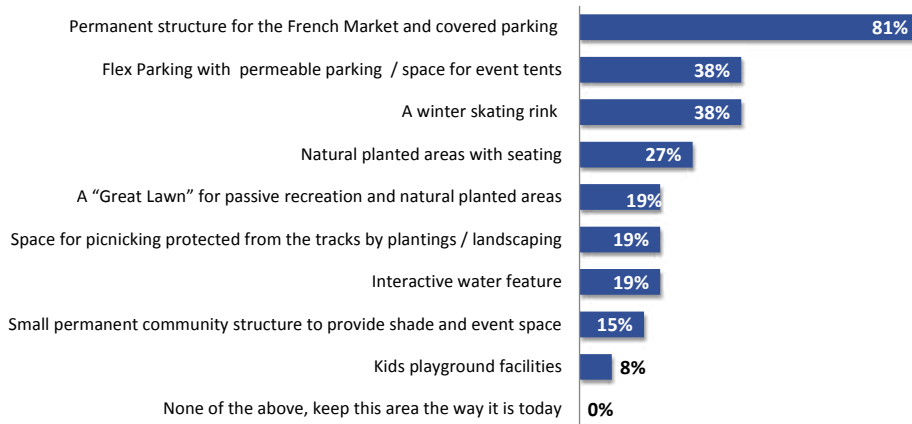 Permanent structure for the French Market and covered parking 81%
Flex Parking with  permeable parking  / space for event tents 38%
A winter skating rink 38%
Natural planted areas with seating 27%
A “Great Lawn” for passive recreation and natural planted areas 19%
Space for picnicking protected from the tracks by plantings / landscaping 19%
Interactive water feature 19%
Small permanent community structure to provide shade and event space 15%
Kids playground facilities 8%
None of the above, keep this area the way it is today 0%